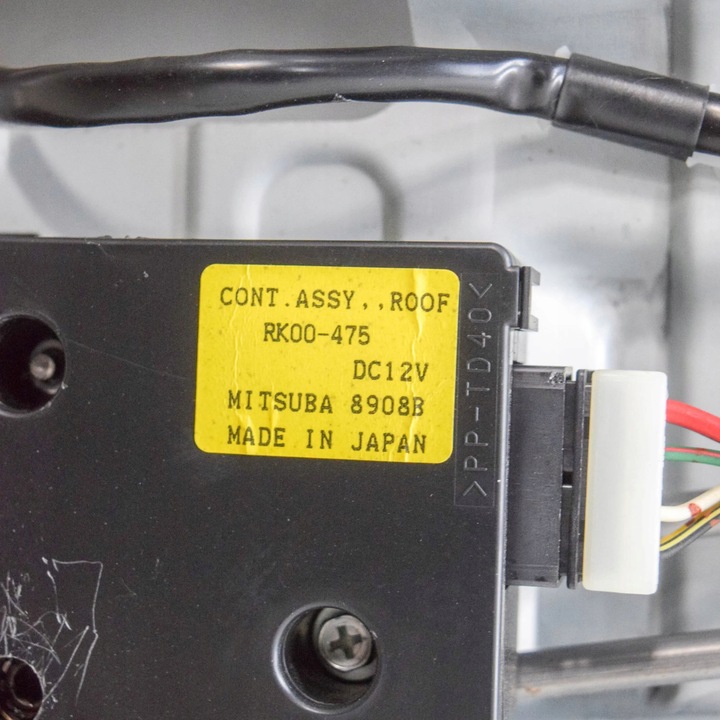 CONT.ASSY,,ROOF
RK00-475
DC12V
MITSUBA 8908B
MADE IN JAPAN
>PP-TD40<